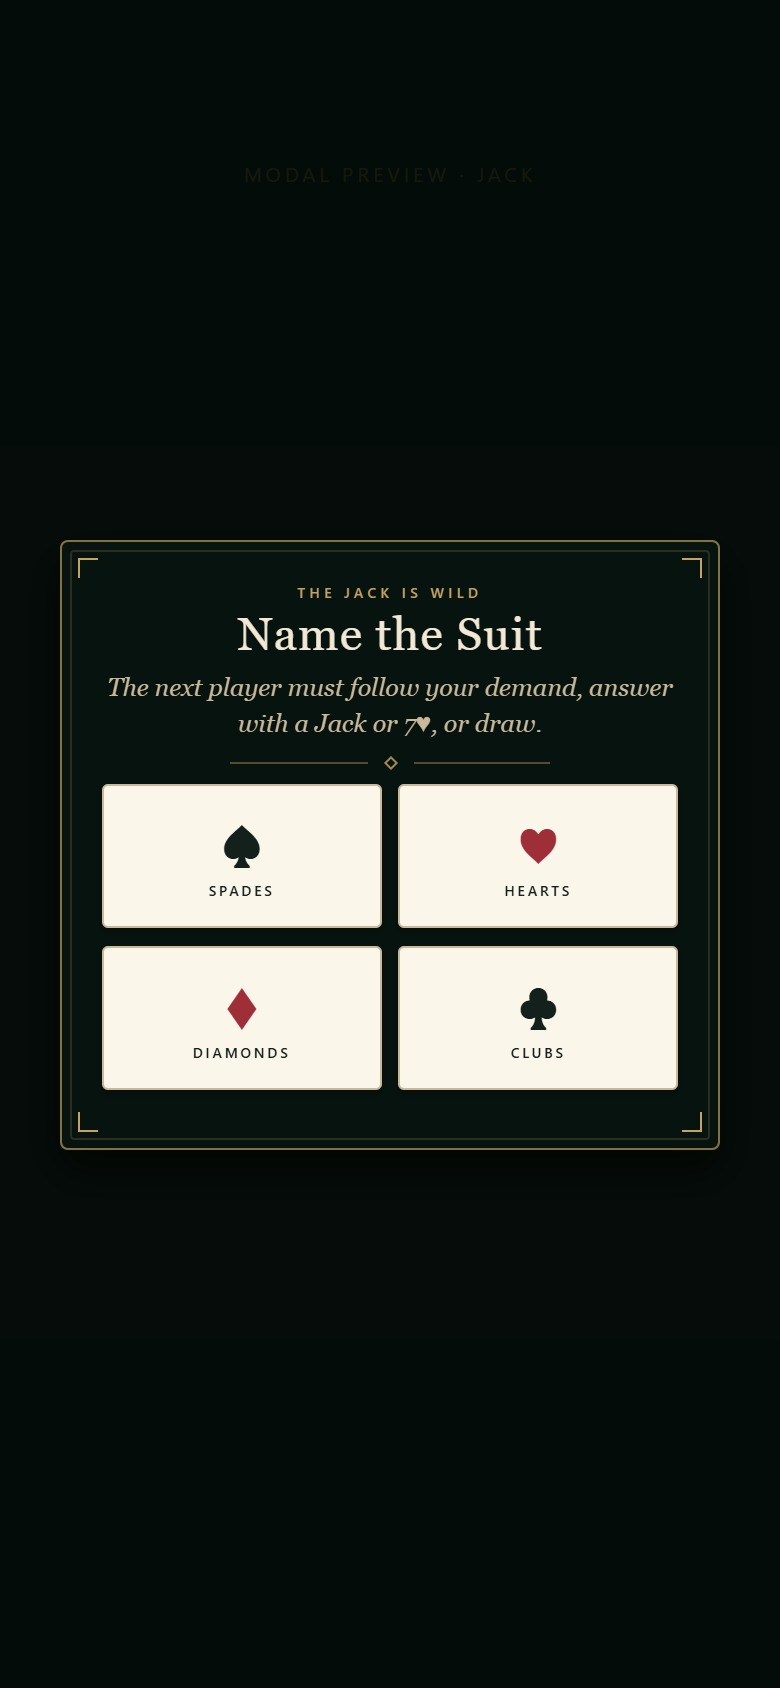 MODAL PREVIEW · JACK
THE JACK IS WILD
Name the Suit
The next player must follow your demand, answer
with a Jack or 7♥, or draw.
SPADES
HEARTS
DIAMONDS
CLUBS